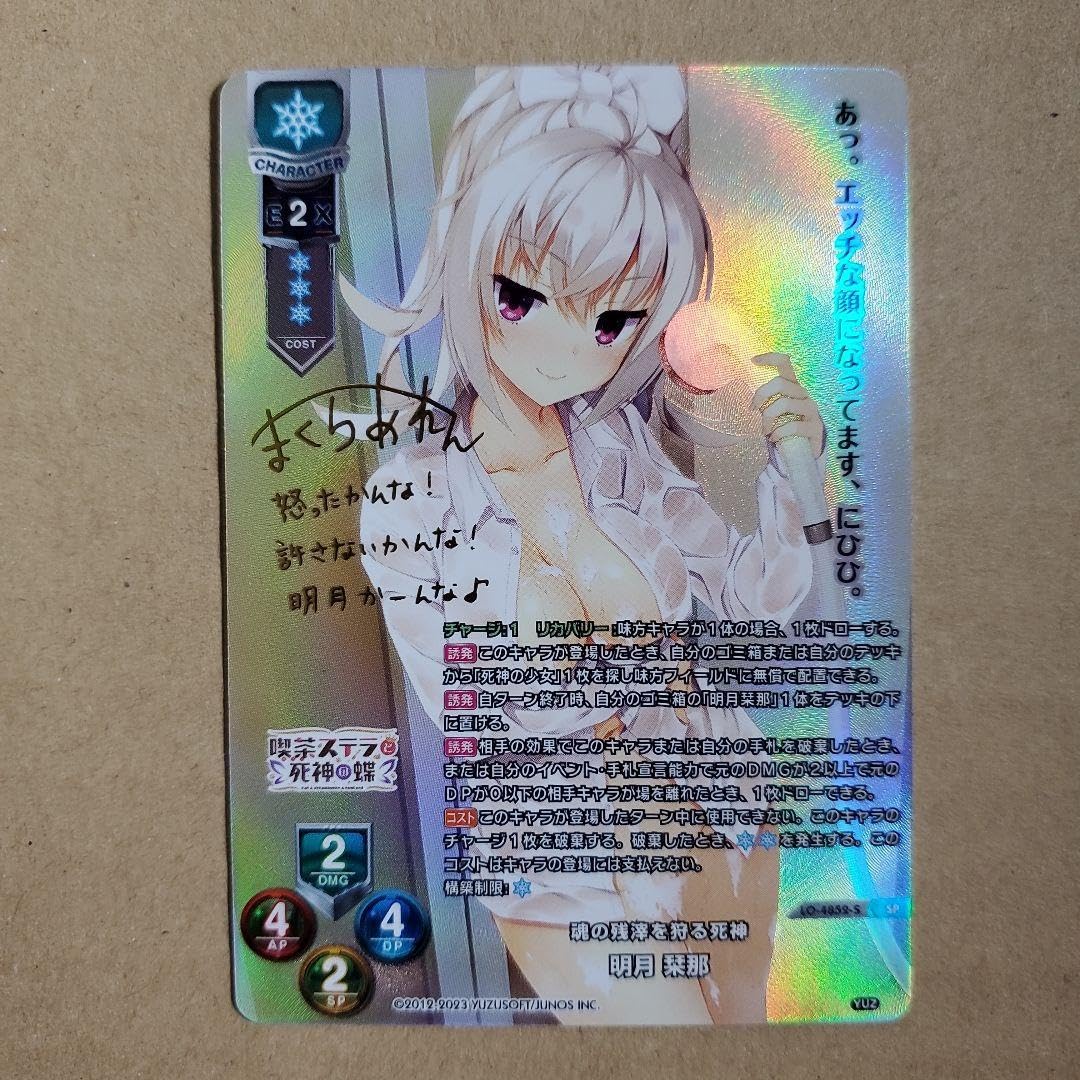 CHARACTER
E 2 X
COST
あっ。エッチな顔になってます、にひひ。
まくらあれん
怒ったかんな!
許さないかんな!
明月かーんな♪
チャージ:1 リカバリー:味方キャラが1体の場合、1枚ドローする。
誘発このキャラが登場したとき、自分のゴミ箱または自分のデッキ
から「死神の少女」1枚を探し味方フィールドに無償で配置できる。
誘発自ターン終了時、自分のゴミ箱の「明月栞那」1体をデッキの下
に置ける。
誘発相手の効果でこのキャラまたは自分の手札を破棄したとき、
または自分のイベント・手札宣言能力で元のDMGが2以上で元の
DPが0以下の相手キャラが場を離れたとき、1枚ドローできる。
コストこのキャラが登場したターン中に使用できない。このキャラの
チャージ1枚を破棄する。破棄したとき、を発生する。この
コストはキャラの登場には支払えない。
構築制限:
喫茶ステラと
死神の蝶
2
DMG
4
AP
4
DP
2
SP
LO-4852-S SP
魂の残滓を狩る死神
明月 栞那
©2012-2023 YUZUSOFT/JUNOS INC.
YUZ